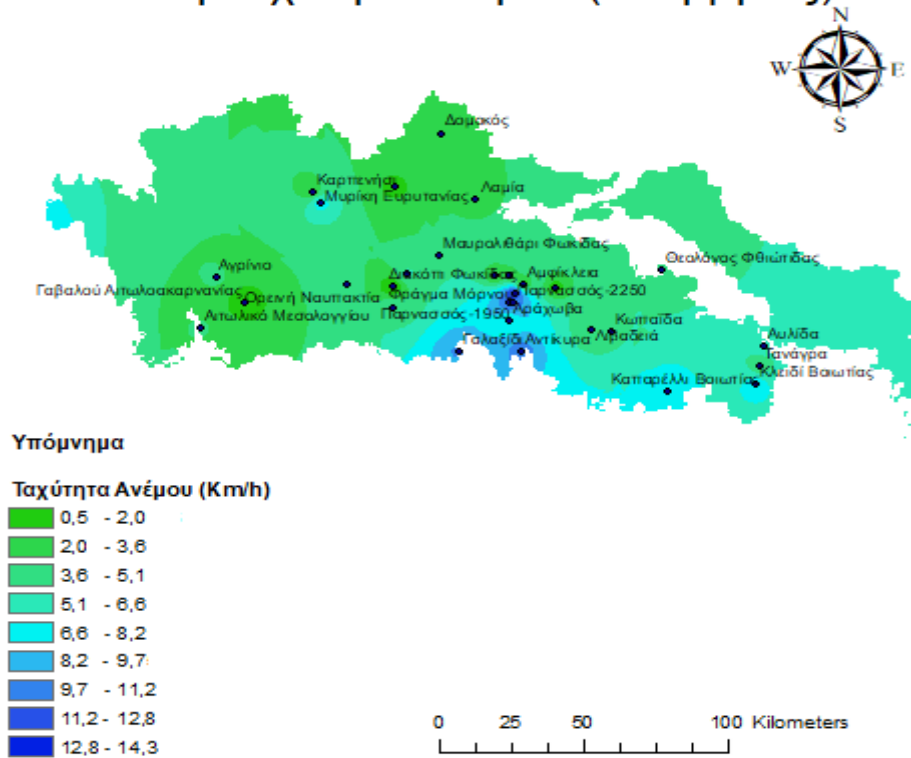 N
W E
S
Δομοκός
Καρπενήσι
Μυρίκη Ευρυτανίας
Λαμία
Μαυρολιθάρι Φωκίδας
Θεολόγος Φθιώτιδας
Αγρίνιο
Διακόπι Φωκίδας
Αμφίκλεια
Γαβαλού Αιτωλοακαρνανίας
Ορεινή Ναυπακτία
Φράγμα Μόρνου
Παρνασσός-2250
Αιτωλικό Μεσολογγίου
Παρνασσός-1950
Αράχωβα
Κωπαΐδα
Λιβαδειά
Αυλίδα
Γαλαξίδι
Αντίκυρα
Τανάγρα
Καπαρέλλι Βοιωτίας
Κλειδί Βοιωτίας
Υπόμνημα
Ταχύτητα Ανέμου (Km/h)
0,5 - 2,0
2,0 - 3,6
3,6 - 5,1
5,1 - 6,6
6,6 - 8,2
8,2 - 9,7
9,7 - 11,2
11,2 - 12,8
12,8 - 14,3
0 25 50 100 Kilometers